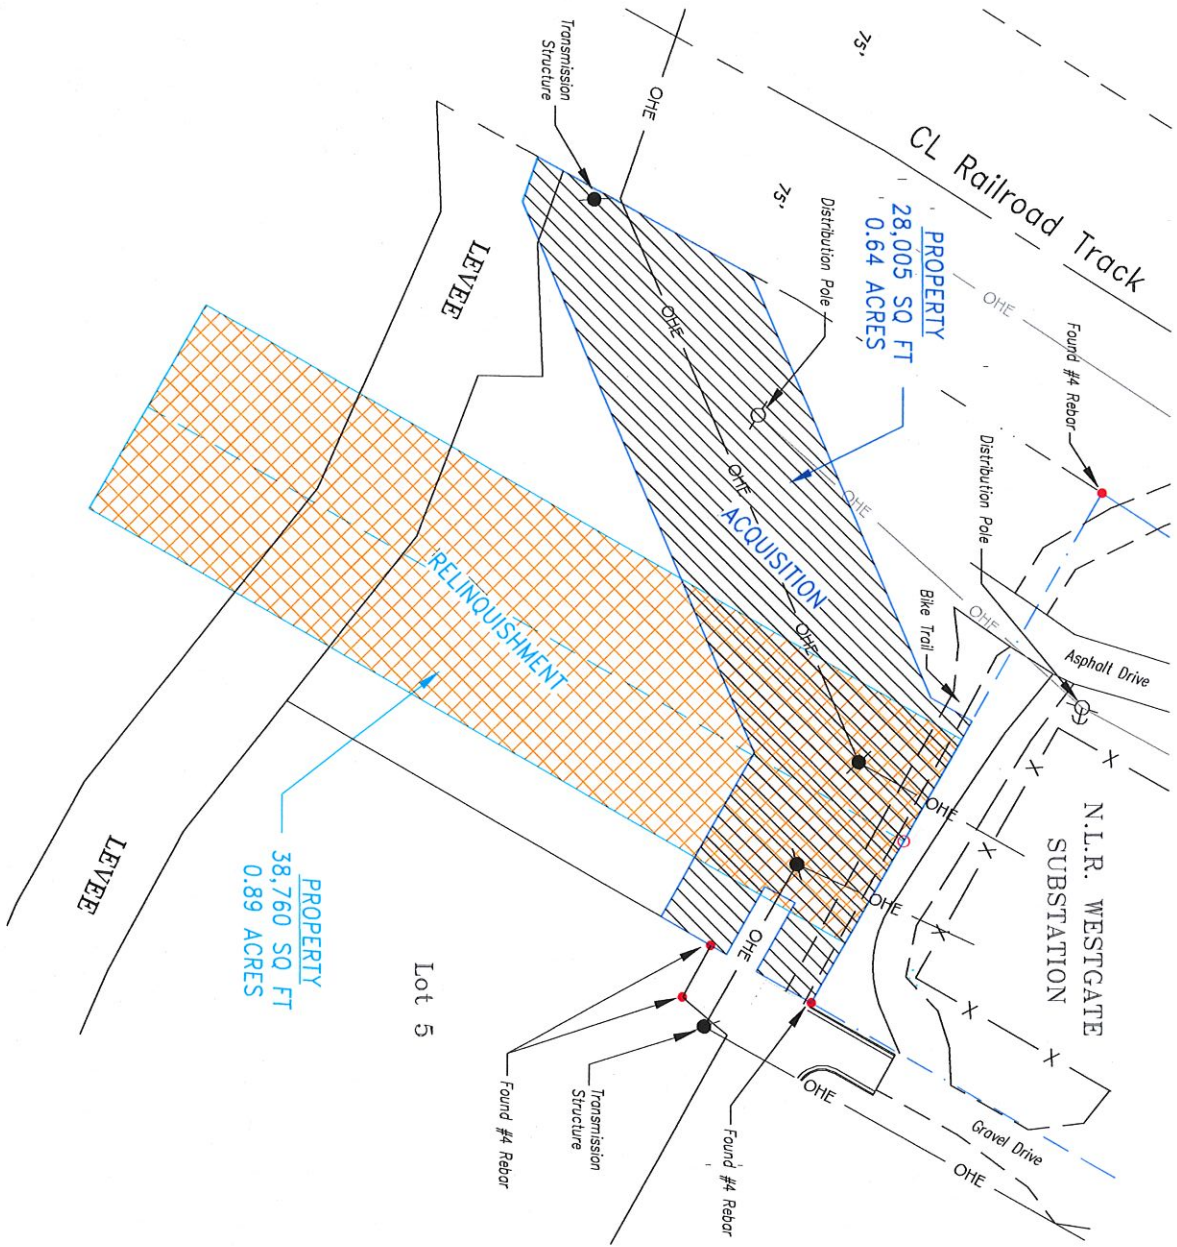 75'
CL Railroad Track
75'
Transmission
Structure
OHE
PROPERTY
28,005 SQ FT
0.64 ACRES
Distribution Pole
OHE
Found #4 Rebar
Distribution Pole
OHE
OHE
OHE
ACQUISITION
OHE
OHE
Bike Trail
Asphalt Drive
LEVEE
RELINQUISHMENT
X
X
X
X
X
X
OHE
OHE
OHE
N.L.R. WESTGATE
SUBSTATION
PROPERTY
38,760 SQ FT
0.89 ACRES
LEVEE
Lot 5
Found #4 Rebar
Transmission
Structure
Found #4 Rebar
OHE
Gravel Drive
OHE